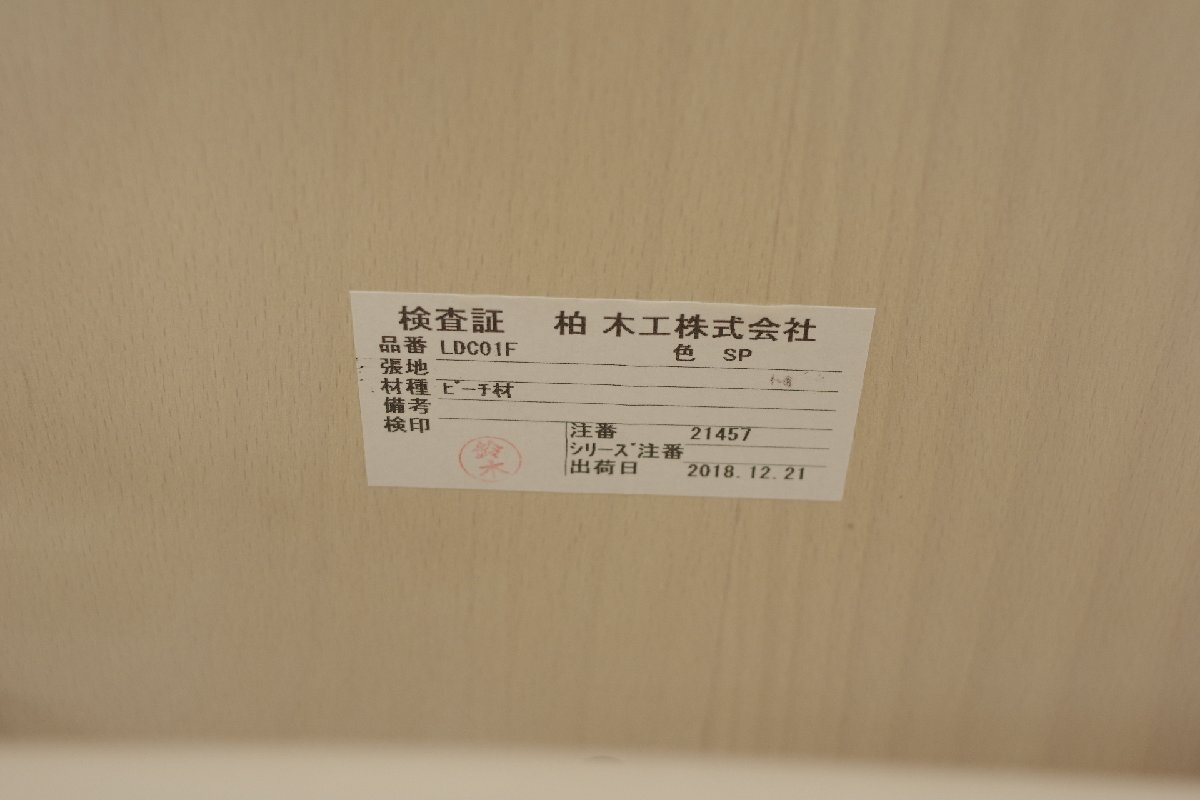 検査証 柏木工株式会社
品番 LDC01F 色 SP
張地
材種 ビーチ材
備考
検印 鈴木
注番 21457
シリーズ注番
出荷日 2018.12.21